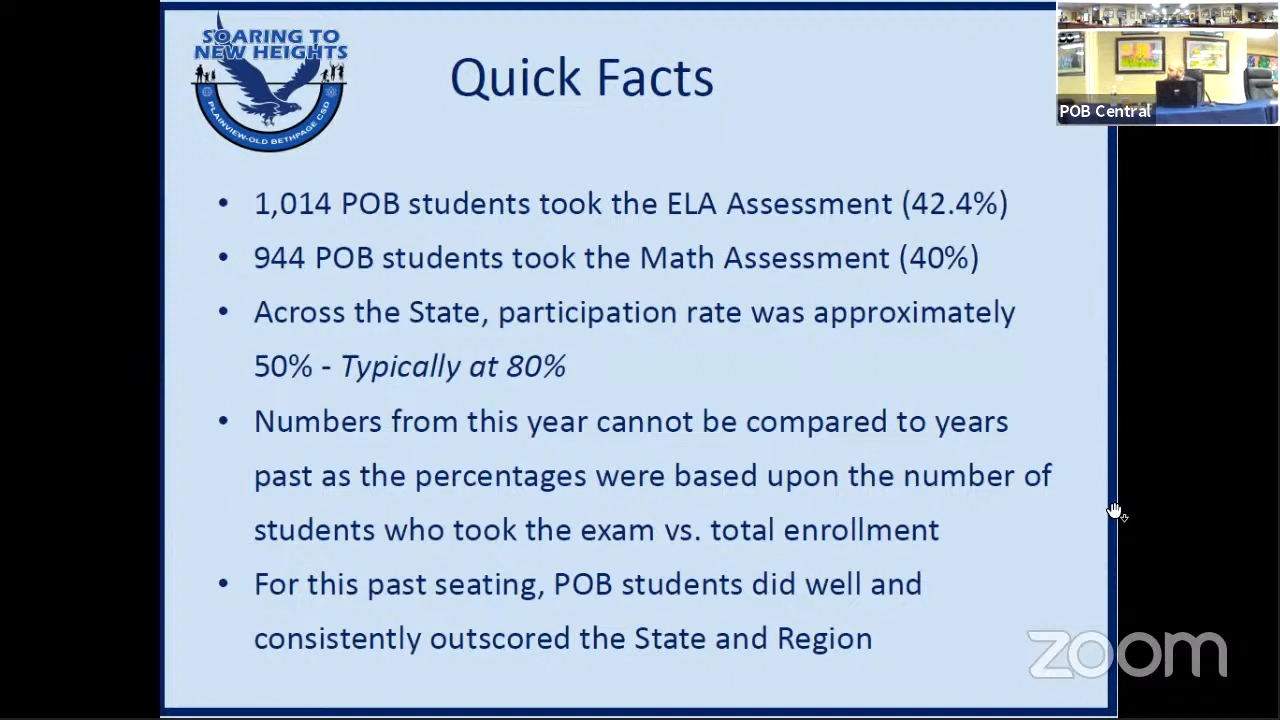 SOARING TO
NEW HEIGHTS
PLAINVIEW-OLD BETHPAGE CSD
Quick Facts
POB Central
• 1,014 POB students took the ELA Assessment (42.4%)
• 944 POB students took the Math Assessment (40%)
• Across the State, participation rate was approximately
50% - Typically at 80%
• Numbers from this year cannot be compared to years
past as the percentages were based upon the number of
students who took the exam vs. total enrollment
• For this past seating, POB students did well and
consistently outscored the State and Region
zoom